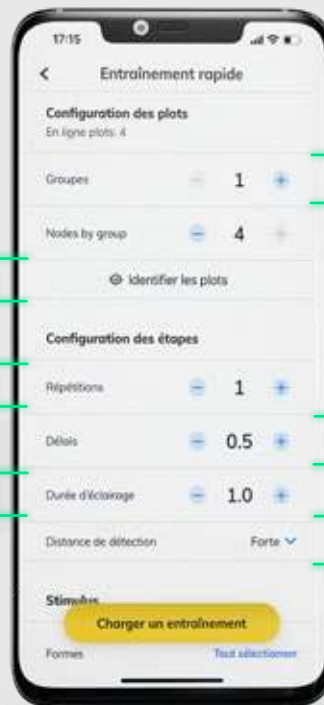 17:15
Entraînement rapide
Configuration des plots
En ligne plots: 4
Groupes 1 +
Nodes by group - 4 +
Identifier les plots
Configuration des étapes
Répétitions - 1 +
Délais - 0.5 +
Durée d'éclairage - 1.0 +
Distance de détection Forte
Stimulus
Charger un entraînement
Formes Tout sélectionner